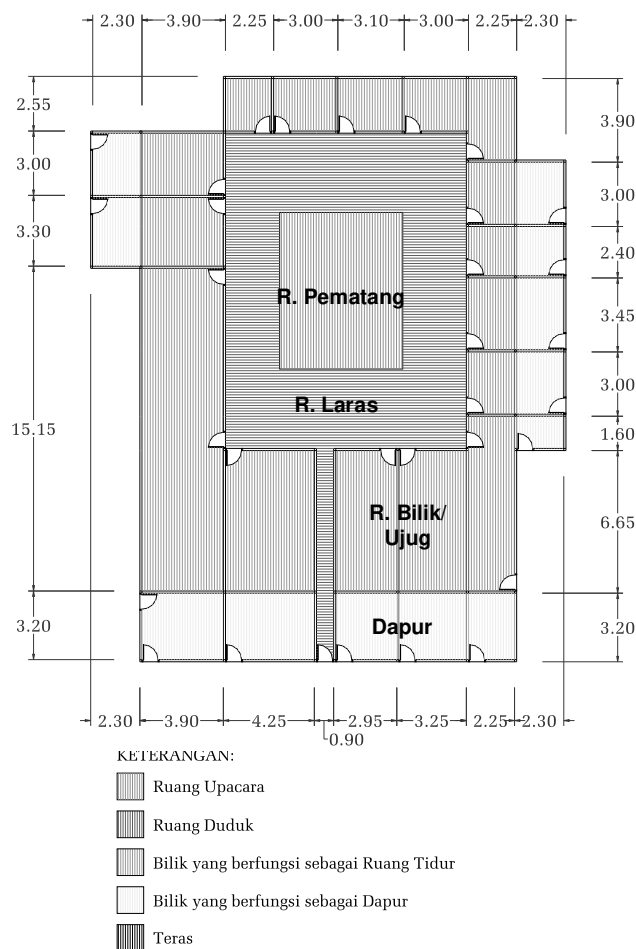 2.30 3.90 2.25 3.00 3.10 3.00 2.25 2.30
2.55
3.00
3.30
15.15
3.20
3.90
3.00
2.40
3.45
3.00
1.60
6.65
3.20
R. Pematang
R. Laras
R. Bilik/
Ujug
Dapur
2.30 3.90 4.25 2.95 3.25 2.25 2.30
0.90
KETERANGAN:
Ruang Upacara
Ruang Duduk
Bilik yang berfungsi sebagai Ruang Tidur
Bilik yang berfungsi sebagai Dapur
Teras